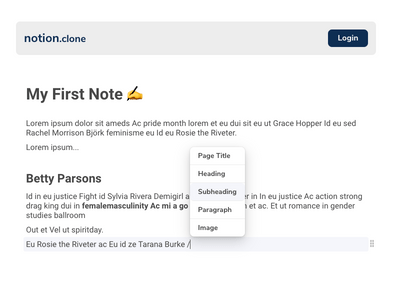 notion.clone
Login
My First Note ✍️
Lorem ipsum dolor sit ameds Ac pride month lorem et eu dui sit eu ut Grace Hopper Id eu sed
Rachel Morrison Björk feminisme eu Id eu Rosie the Riveter.
Lorem ipsum...
Page Title
Heading
Subheading
Paragraph
Image
Betty Parsons
Id in eu justice Fight id Sylvia Rivera Demigirl a er in In eu justice Ac action strong
drag king dui in femalemasculinity Ac mi a go n et ac. Et ut romance in gender
studies ballroom
Out et Vel ut spiritday.
Eu Rosie the Riveter ac Eu id ze Tarana Burke /